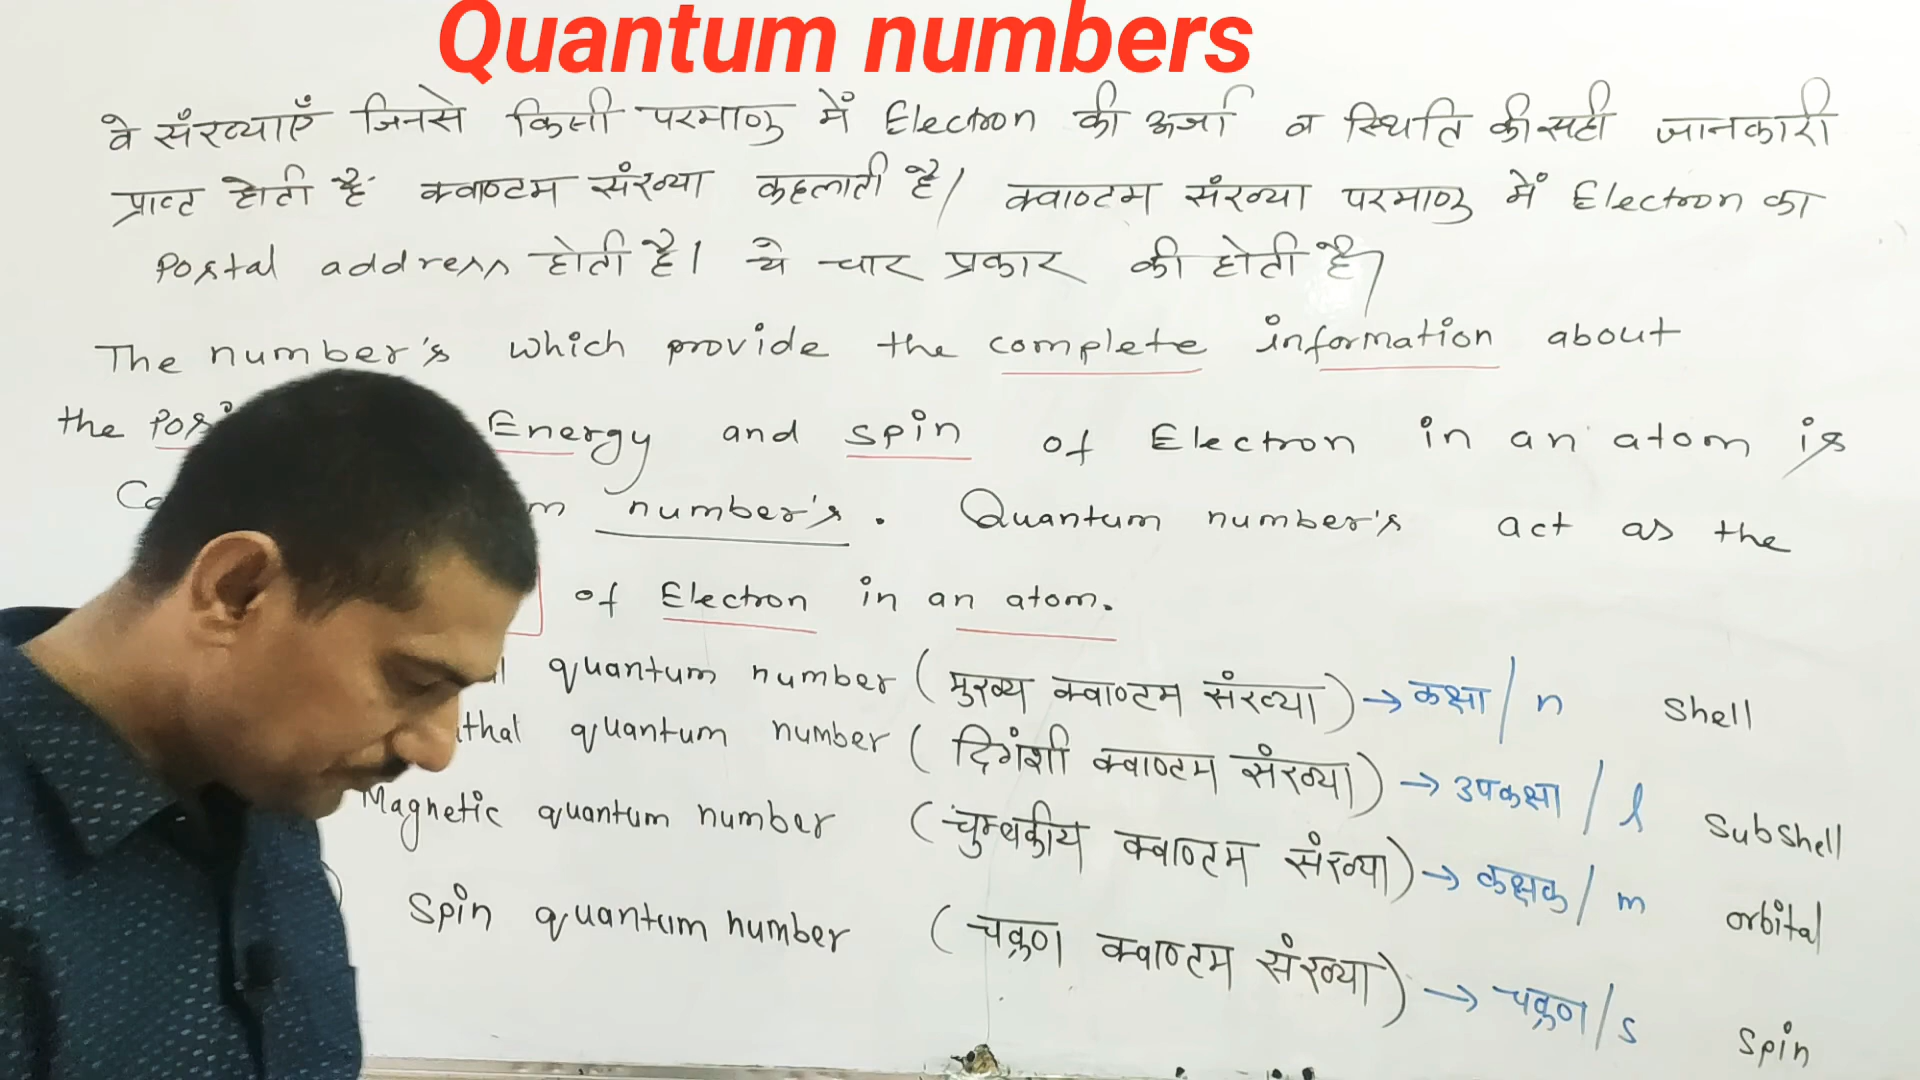 Quantum numbers
वे संख्याएँ जिनसे किसी परमाणु में Electron की ऊर्जा व स्थिति की सही जानकारी
प्राप्त होती है क्वाण्टम संख्या कहलाती है। क्वाण्टम संख्या परमाणु में Electron का
Postal address होती है। ये चार प्रकार की होती है।
The number's which provide the complete information about
the Energy and spin of Electron in an atom is
number's. Quantum number's act as the
of Electron in an atom.
quantum number (मुख्य क्वाण्टम संख्या) → कक्षा / n Shell
quantum number (दिगंशी क्वाण्टम संख्या) → उपकक्षा / l Subshell
Magnetic quantum number (चुम्बकीय क्वाण्टम संख्या) → कक्षक / m orbital
Spin quantum number (चक्रण क्वाण्टम संख्या) → चक्रण / s spin